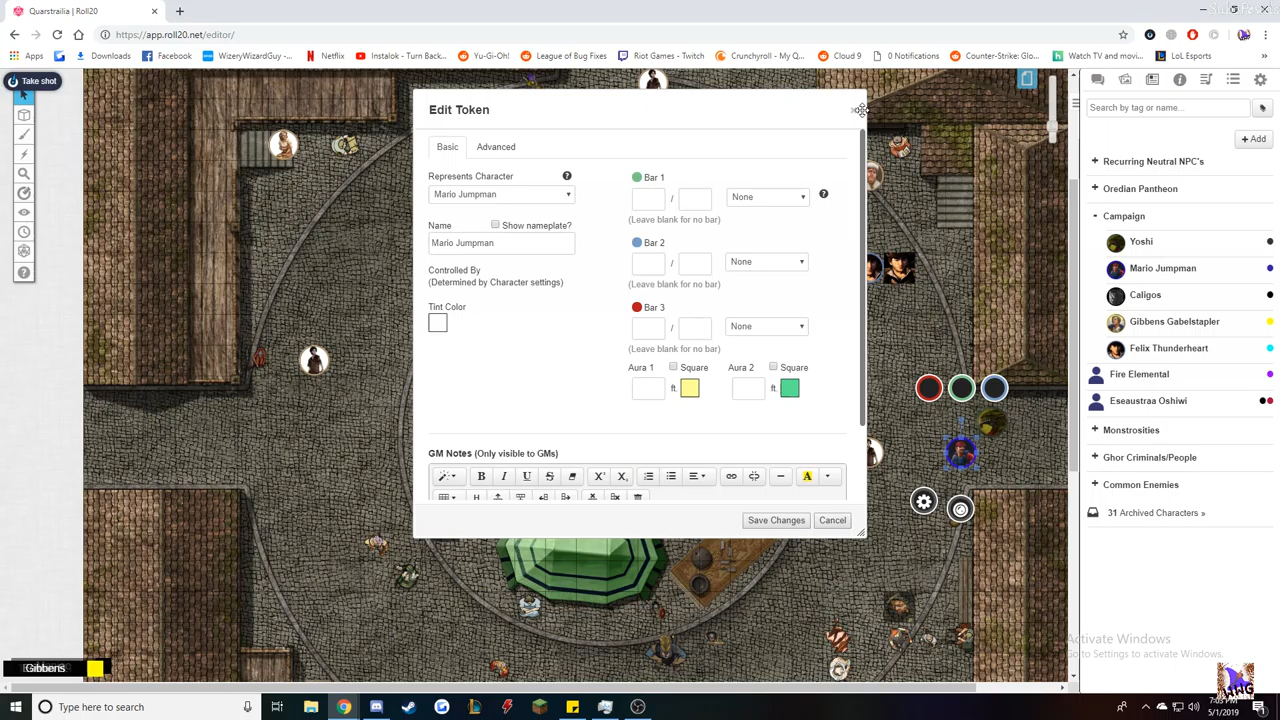 Quarstrailia | Roll20
https://app.roll20.net/editor/
Apps Facebook WizeryWizardGuy - Netflix Instalok - Turn Back... Yu-Gi-Oh! League of Bug Fixes Riot Games - Twitch Crunchyroll - My Q... Cloud 9 0 Notifications Counter-Strike: Glo... Watch TV and movi... LoL Esports
Take shot
Edit Token
Basic Advanced
Represents Character
Mario Jumpman
Name Show nameplate?
Mario Jumpman
Controlled By
(Determined by Character settings)
Tint Color
Bar 1
/ None
(Leave blank for no bar)
Bar 2
/ None
(Leave blank for no bar)
Bar 3
/ None
(Leave blank for no bar)
Aura 1 Square Aura 2 Square
ft. ft.
GM Notes (Only visible to GMs)
Save Changes Cancel
Search by tag or name...
+ Add
Recurring Neutral NPC's
Oredian Pantheon
Campaign
Yoshi
Mario Jumpman
Caligos
Gibbens Gabelstapler
Felix Thunderheart
Fire Elemental
Eseaustraa Oshiwi
Monstrosities
Ghor Criminals/People
Common Enemies
31 Archived Characters »
Activate Windows
Go to Settings to activate Windows.
Gibbens
Type here to search
7:05 PM
5/1/2019